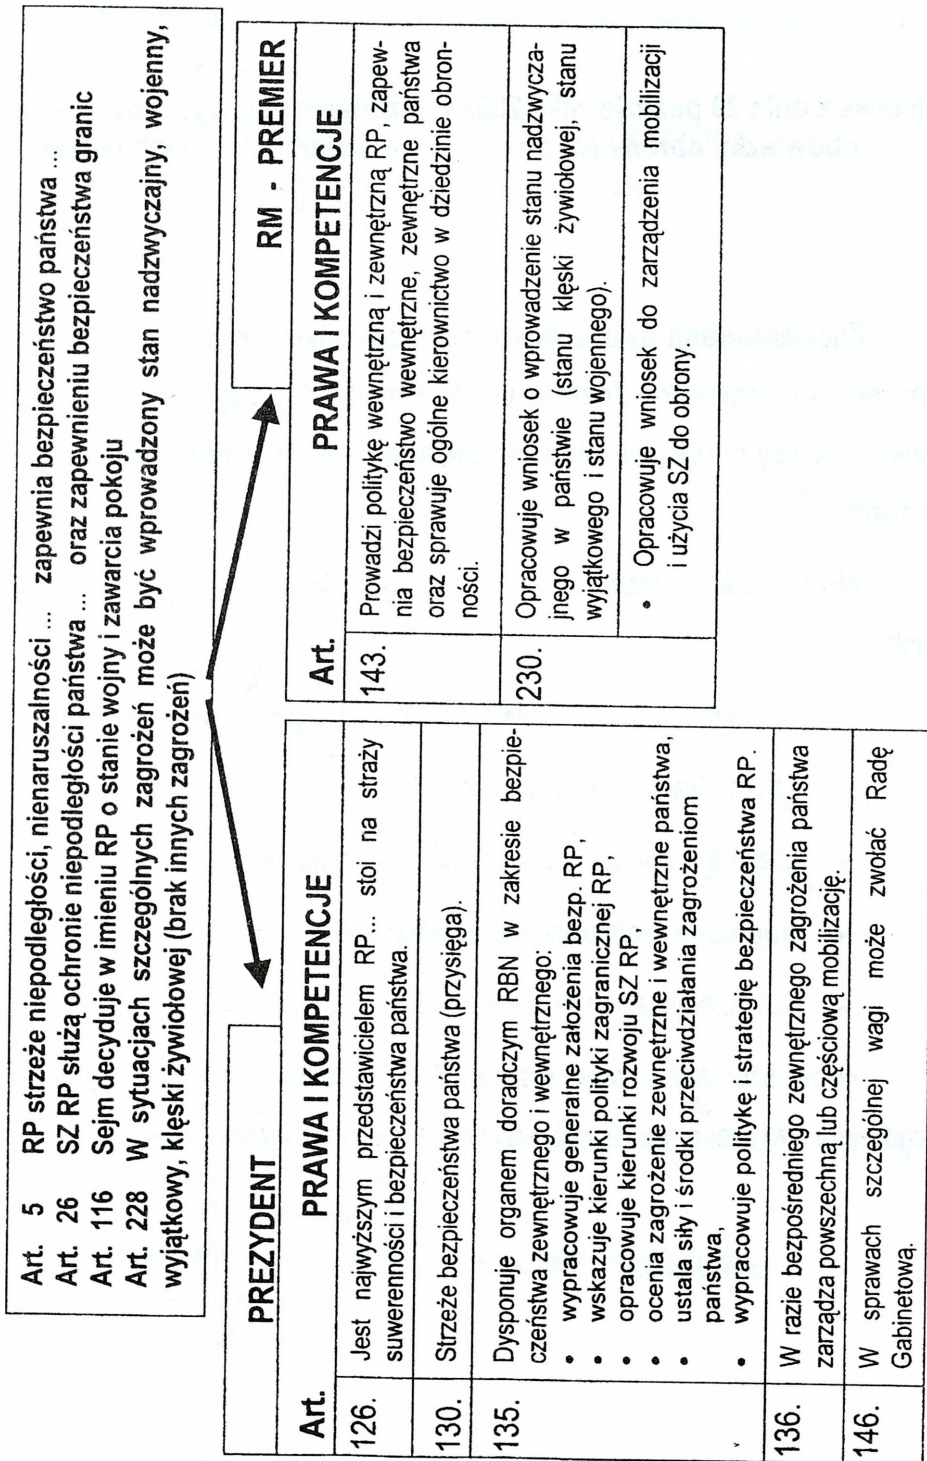 Art. 5 RP strzeże niepodległości, nienaruszalności ... zapewnia bezpieczeństwo państwa ...
Art. 26 SZ RP służą ochronie niepodległości państwa ... oraz zapewnieniu bezpieczeństwa granic
Art. 116 Sejm decyduje w imieniu RP o stanie wojny i zawarcia pokoju
Art. 228 W sytuacjach szczególnych zagrożeń może być wprowadzony stan nadzwyczajny, wojenny,
wyjątkowy, klęski żywiołowej (brak innych zagrożeń)
PREZYDENT
Art. PRAWA I KOMPETENCJE
126. Jest najwyższym przedstawicielem RP... stoi na straży
suwerenności i bezpieczeństwa państwa.
130. Strzeże bezpieczeństwa państwa (przysięga).
135. Dysponuje organem doradczym RBN w zakresie bezpie-
czeństwa zewnętrznego i wewnętrznego:
• wypracowuje generalne założenia bezp. RP,
wskazuje kierunki polityki zagranicznej RP,
• opracowuje kierunki rozwoju SZ RP.
• ocenia zagrożenie zewnętrzne i wewnętrzne państwa,
• ustala siły i środki przeciwdziałania zagrożeniom
państwa,
• wypracowuje politykę i strategię bezpieczeństwa RP.
136. W razie bezpośredniego zewnętrznego zagrożenia państwa
zarządza powszechną lub częściową mobilizację.
146. W sprawach szczególnej wagi może zwołać Radę
Gabinetową.
RM - PREMIER
Art. PRAWA I KOMPETENCJE
143. Prowadzi politykę wewnętrzną i zewnętrzną RP, zapew-
nia bezpieczeństwo wewnętrzne, zewnętrzne państwa
oraz sprawuje ogólne kierownictwo w dziedzinie obron-
ności.
230. Opracowuje wniosek o wprowadzenie stanu nadzwycza-
jnego w państwie (stanu klęski żywiołowej, stanu
wyjątkowego i stanu wojennego).
• Opracowuje wniosek do zarządzenia mobilizacji
i użycia SZ do obrony.